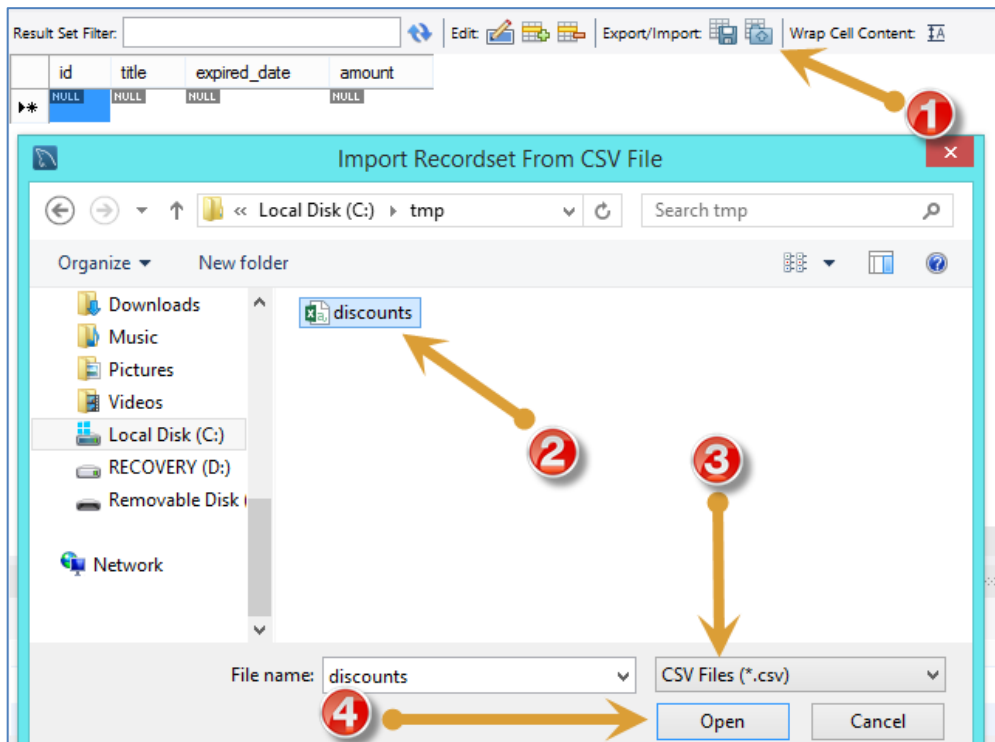 Result Set Filter: Edit: Export/Import: Wrap Cell Content: IA
id title expired_date amount
NULL NULL NULL NULL
1
Import Recordset From CSV File
« Local Disk (C:) tmp Search tmp
Organize New folder
Downloads discounts
Music
Pictures
Videos
Local Disk (C:)
2 3
RECOVERY (D:)
Removable Disk (
Network
File name: discounts CSV Files (*.csv)
4 Open Cancel